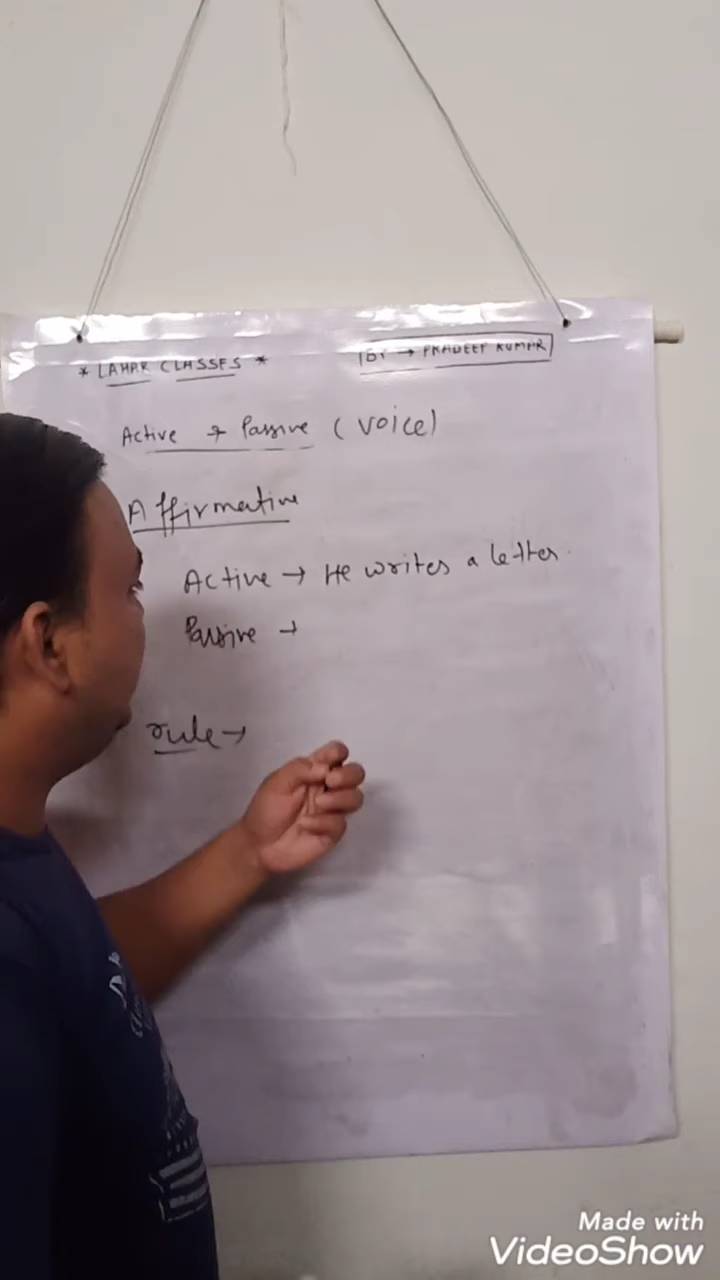 * LAHAR CLASSES * BY → PRADEEP KUMAR
Active & Passive (Voice)
Affirmative
Active → He writes a letter.
Passive →
rule →
Made with
VideoShow